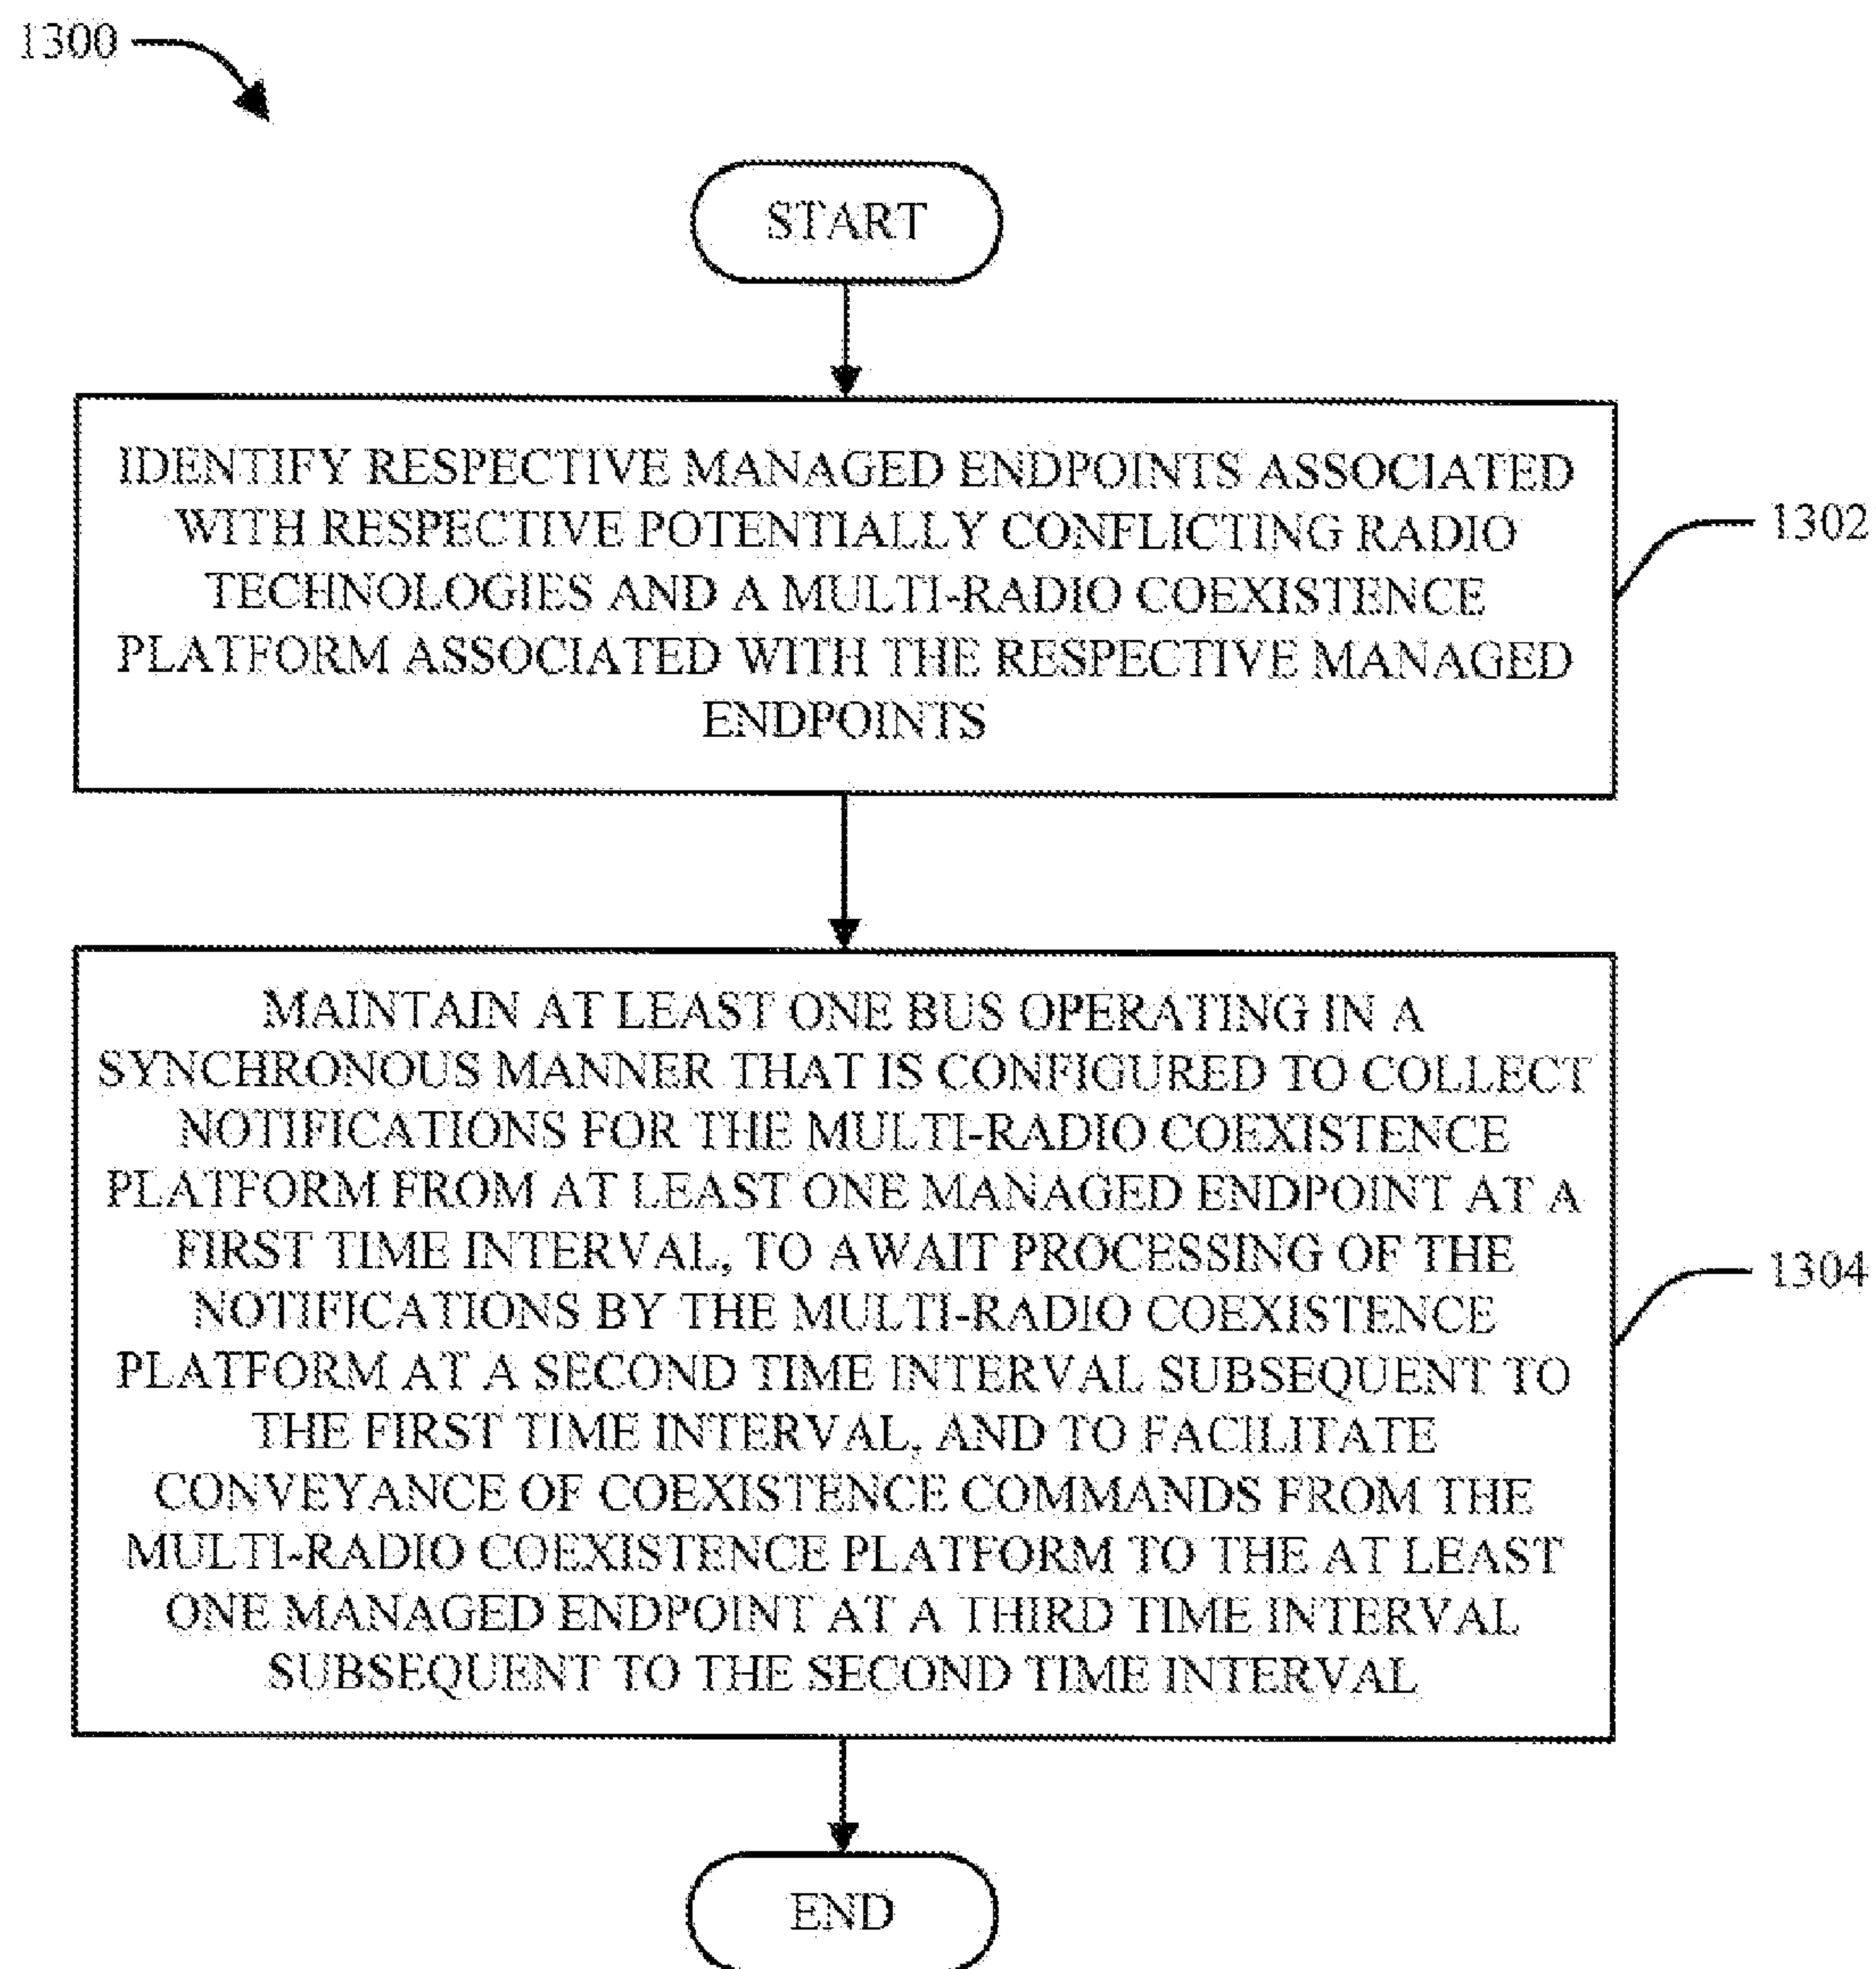 1300
START
IDENTIFY RESPECTIVE MANAGED ENDPOINTS ASSOCIATED
WITH RESPECTIVE POTENTIALLY CONFLICTING RADIO
TECHNOLOGIES AND A MULTI-RADIO COEXISTENCE
PLATFORM ASSOCIATED WITH THE RESPECTIVE MANAGED
ENDPOINTS
1302
MAINTAIN AT LEAST ONE BUS OPERATING IN A
SYNCHRONOUS MANNER THAT IS CONFIGURED TO COLLECT
NOTIFICATIONS FOR THE MULTI-RADIO COEXISTENCE
PLATFORM FROM AT LEAST ONE MANAGED ENDPOINT AT A
FIRST TIME INTERVAL, TO AWAIT PROCESSING OF THE
NOTIFICATIONS BY THE MULTI-RADIO COEXISTENCE
PLATFORM AT A SECOND TIME INTERVAL SUBSEQUENT TO
THE FIRST TIME INTERVAL, AND TO FACILITATE
CONVEYANCE OF COEXISTENCE COMMANDS FROM THE
MULTI-RADIO COEXISTENCE PLATFORM TO THE AT LEAST
ONE MANAGED ENDPOINT AT A THIRD TIME INTERVAL
SUBSEQUENT TO THE SECOND TIME INTERVAL
1304
END